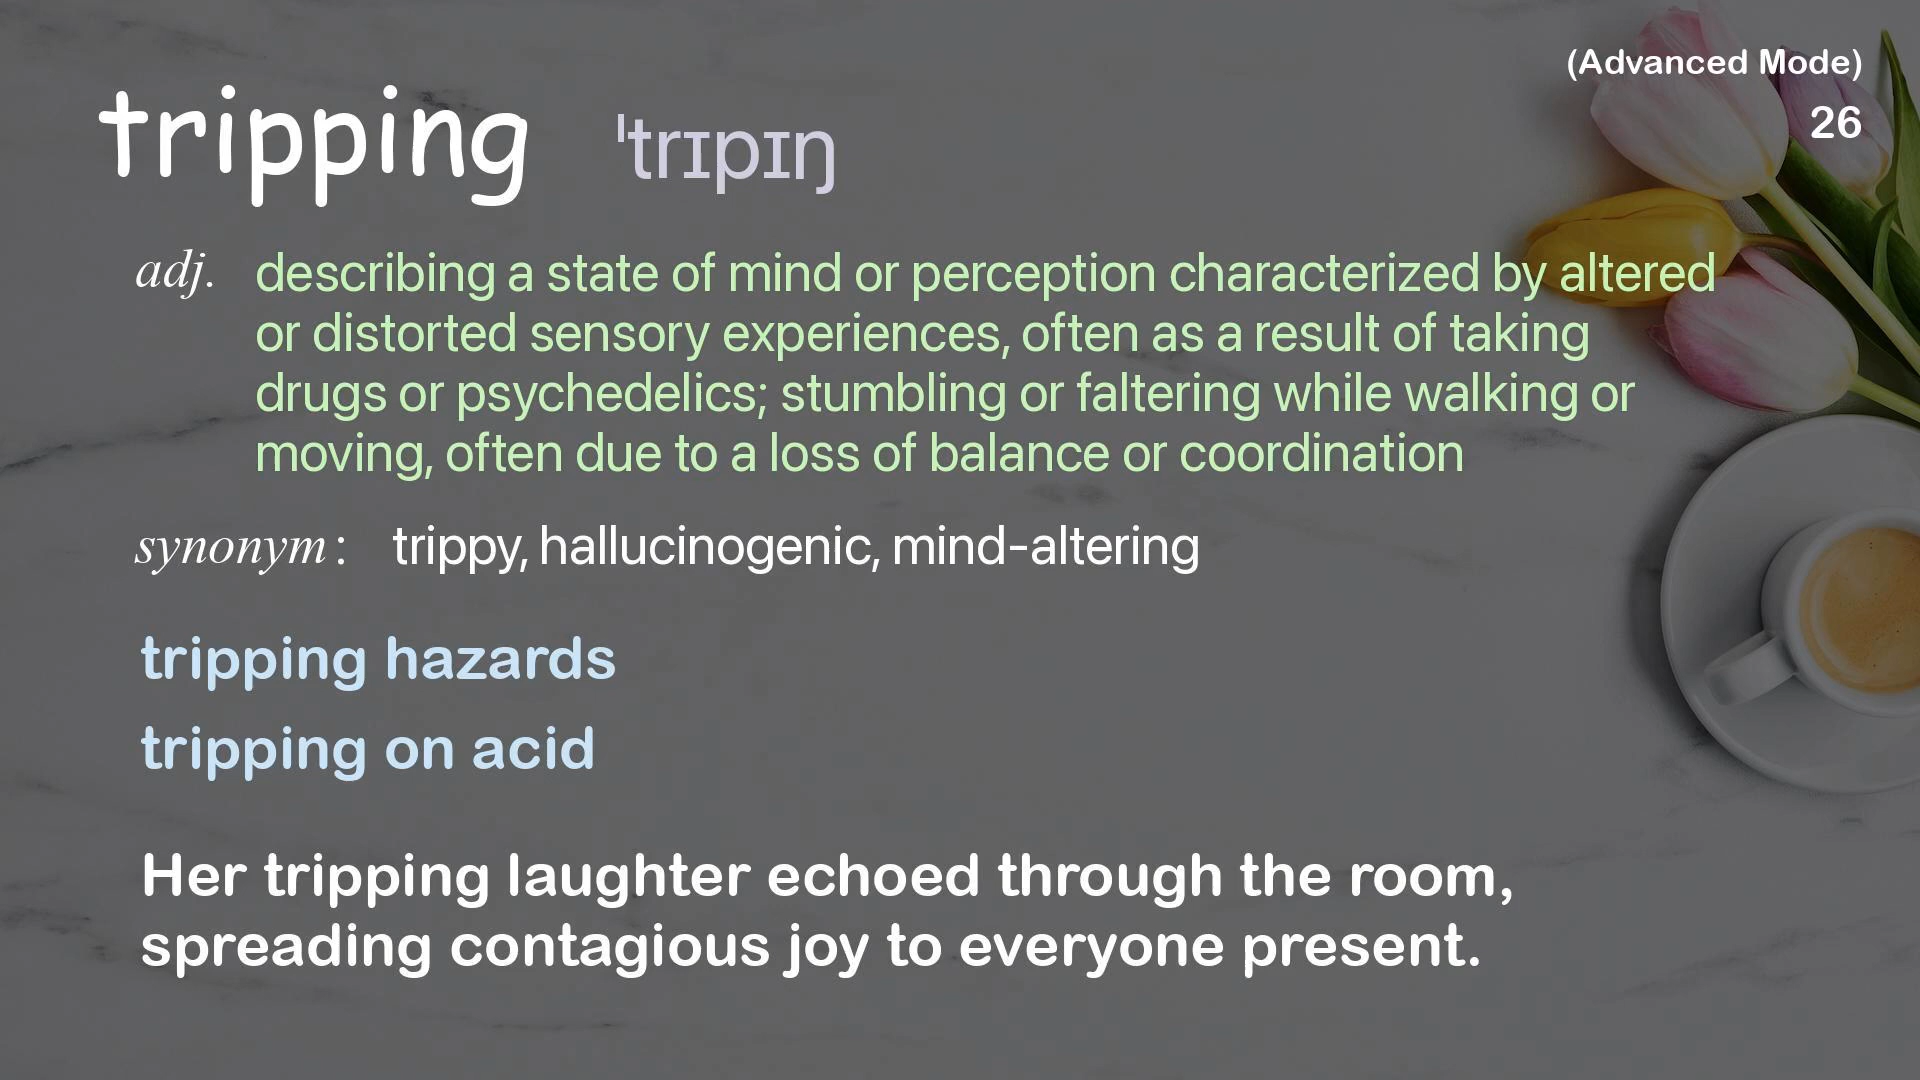 (Advanced Mode)
26
tripping ˈtrɪpɪŋ
adj. describing a state of mind or perception characterized by altered
or distorted sensory experiences, often as a result of taking
drugs or psychedelics; stumbling or faltering while walking or
moving, often due to a loss of balance or coordination
synonym: trippy, hallucinogenic, mind-altering
tripping hazards
tripping on acid
Her tripping laughter echoed through the room,
spreading contagious joy to everyone present.